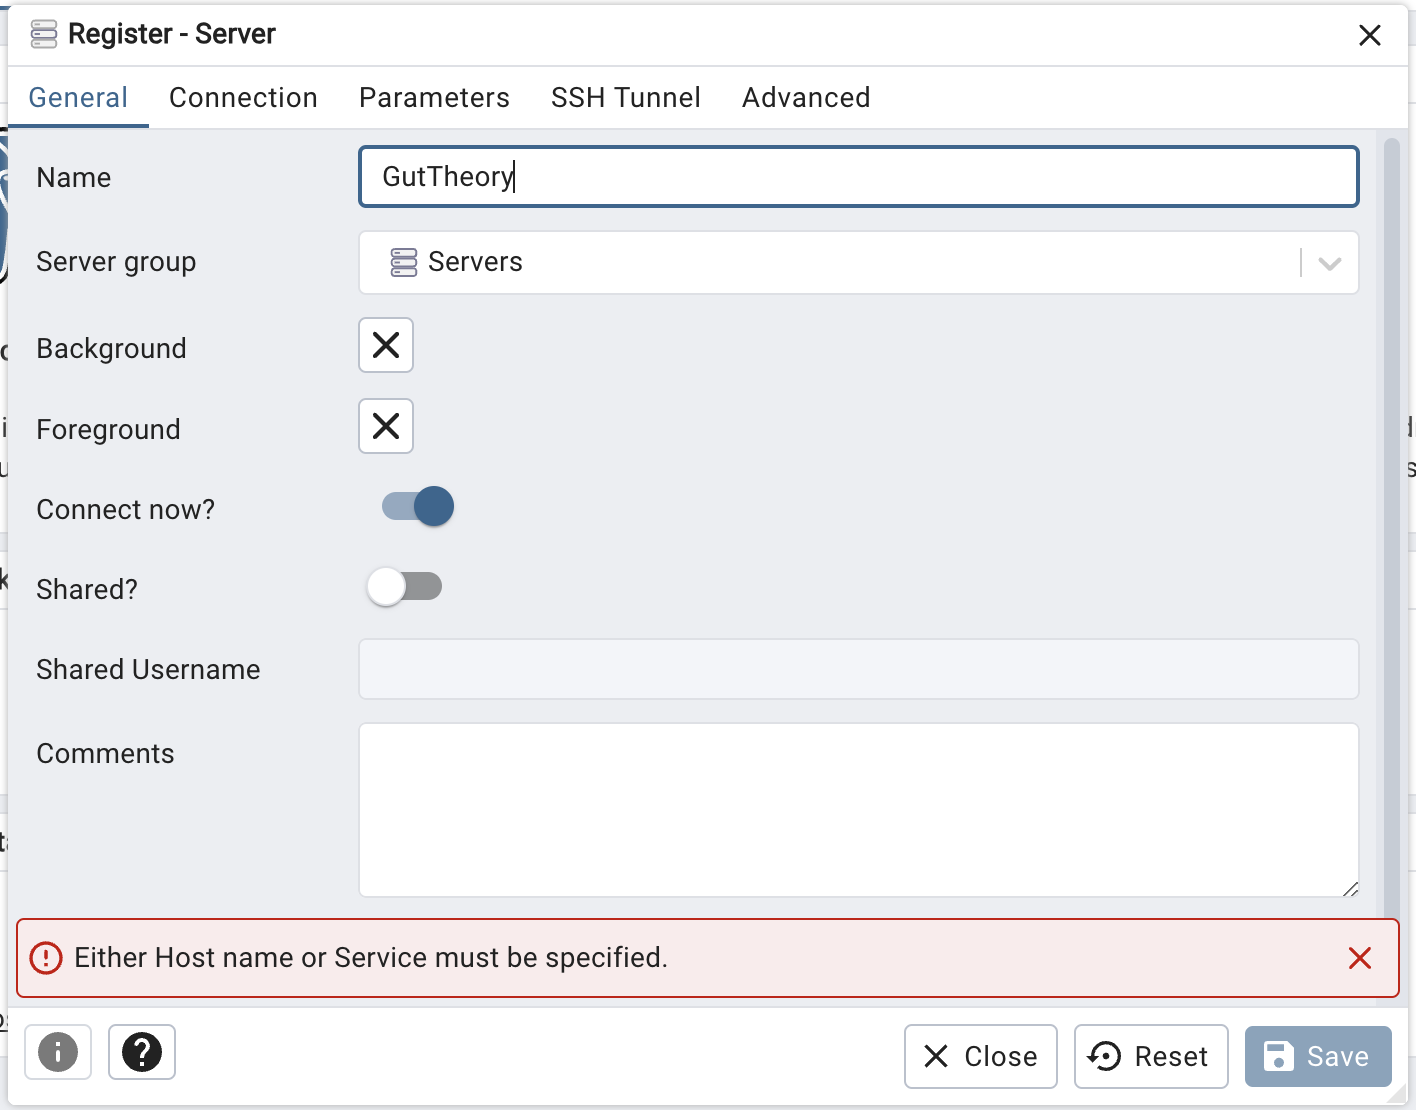 Register - Server
General Connection Parameters SSH Tunnel Advanced
Name GutTheory
Server group Servers
Background
Foreground
Connect now?
Shared?
Shared Username
Comments
Either Host name or Service must be specified.
Close Reset Save